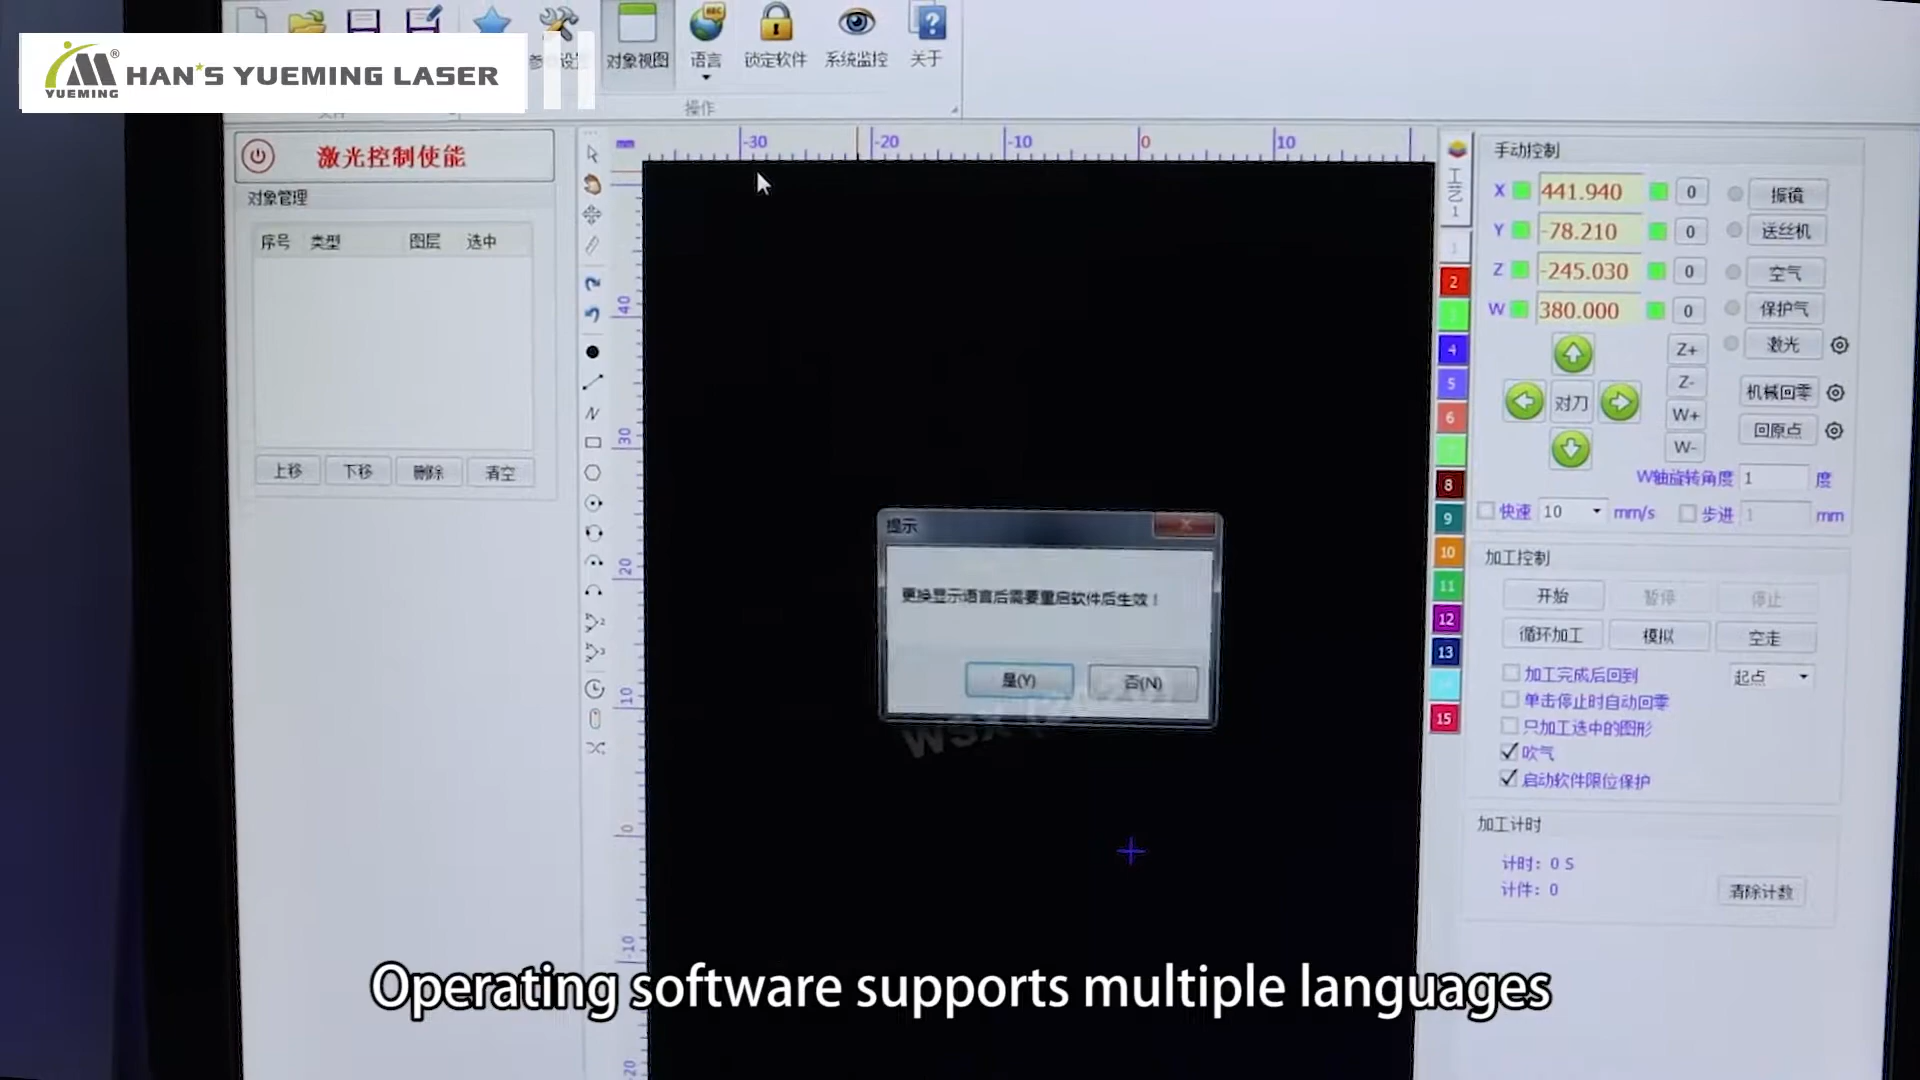 YUEMING
HAN'S YUEMING LASER
对象视图
语言
锁定软件
系统监控
关于
操作
激光控制使能
对象管理
序号 类型 图层 选中
上移 下移 删除 清空
mm
-30 -20 -10 0 10
40
30
20
10
0
-10
-20
工艺1
2
4
5
6
8
9
10
11
12
13
15
提示
更换显示语言后需要重启软件后生效！
是(Y) 否(N)
手动控制
X 441.940 0 振镜
Y -78.210 0 送丝机
Z -245.030 0 空气
W 380.000 0 保护气
激光
Z+
Z-
W+
W-
对刀
机械回零
回原点
W轴旋转角度 1 度
快速 10 mm/s 步进 1 mm
加工控制
开始 暂停 停止
循环加工 模拟 空走
加工完成后回到 起点
单击停止时自动回零
只加工选中的图形
吹气
启动软件限位保护
加工计时
计时: 0 S
计件: 0
清除计数
Operating software supports multiple languages